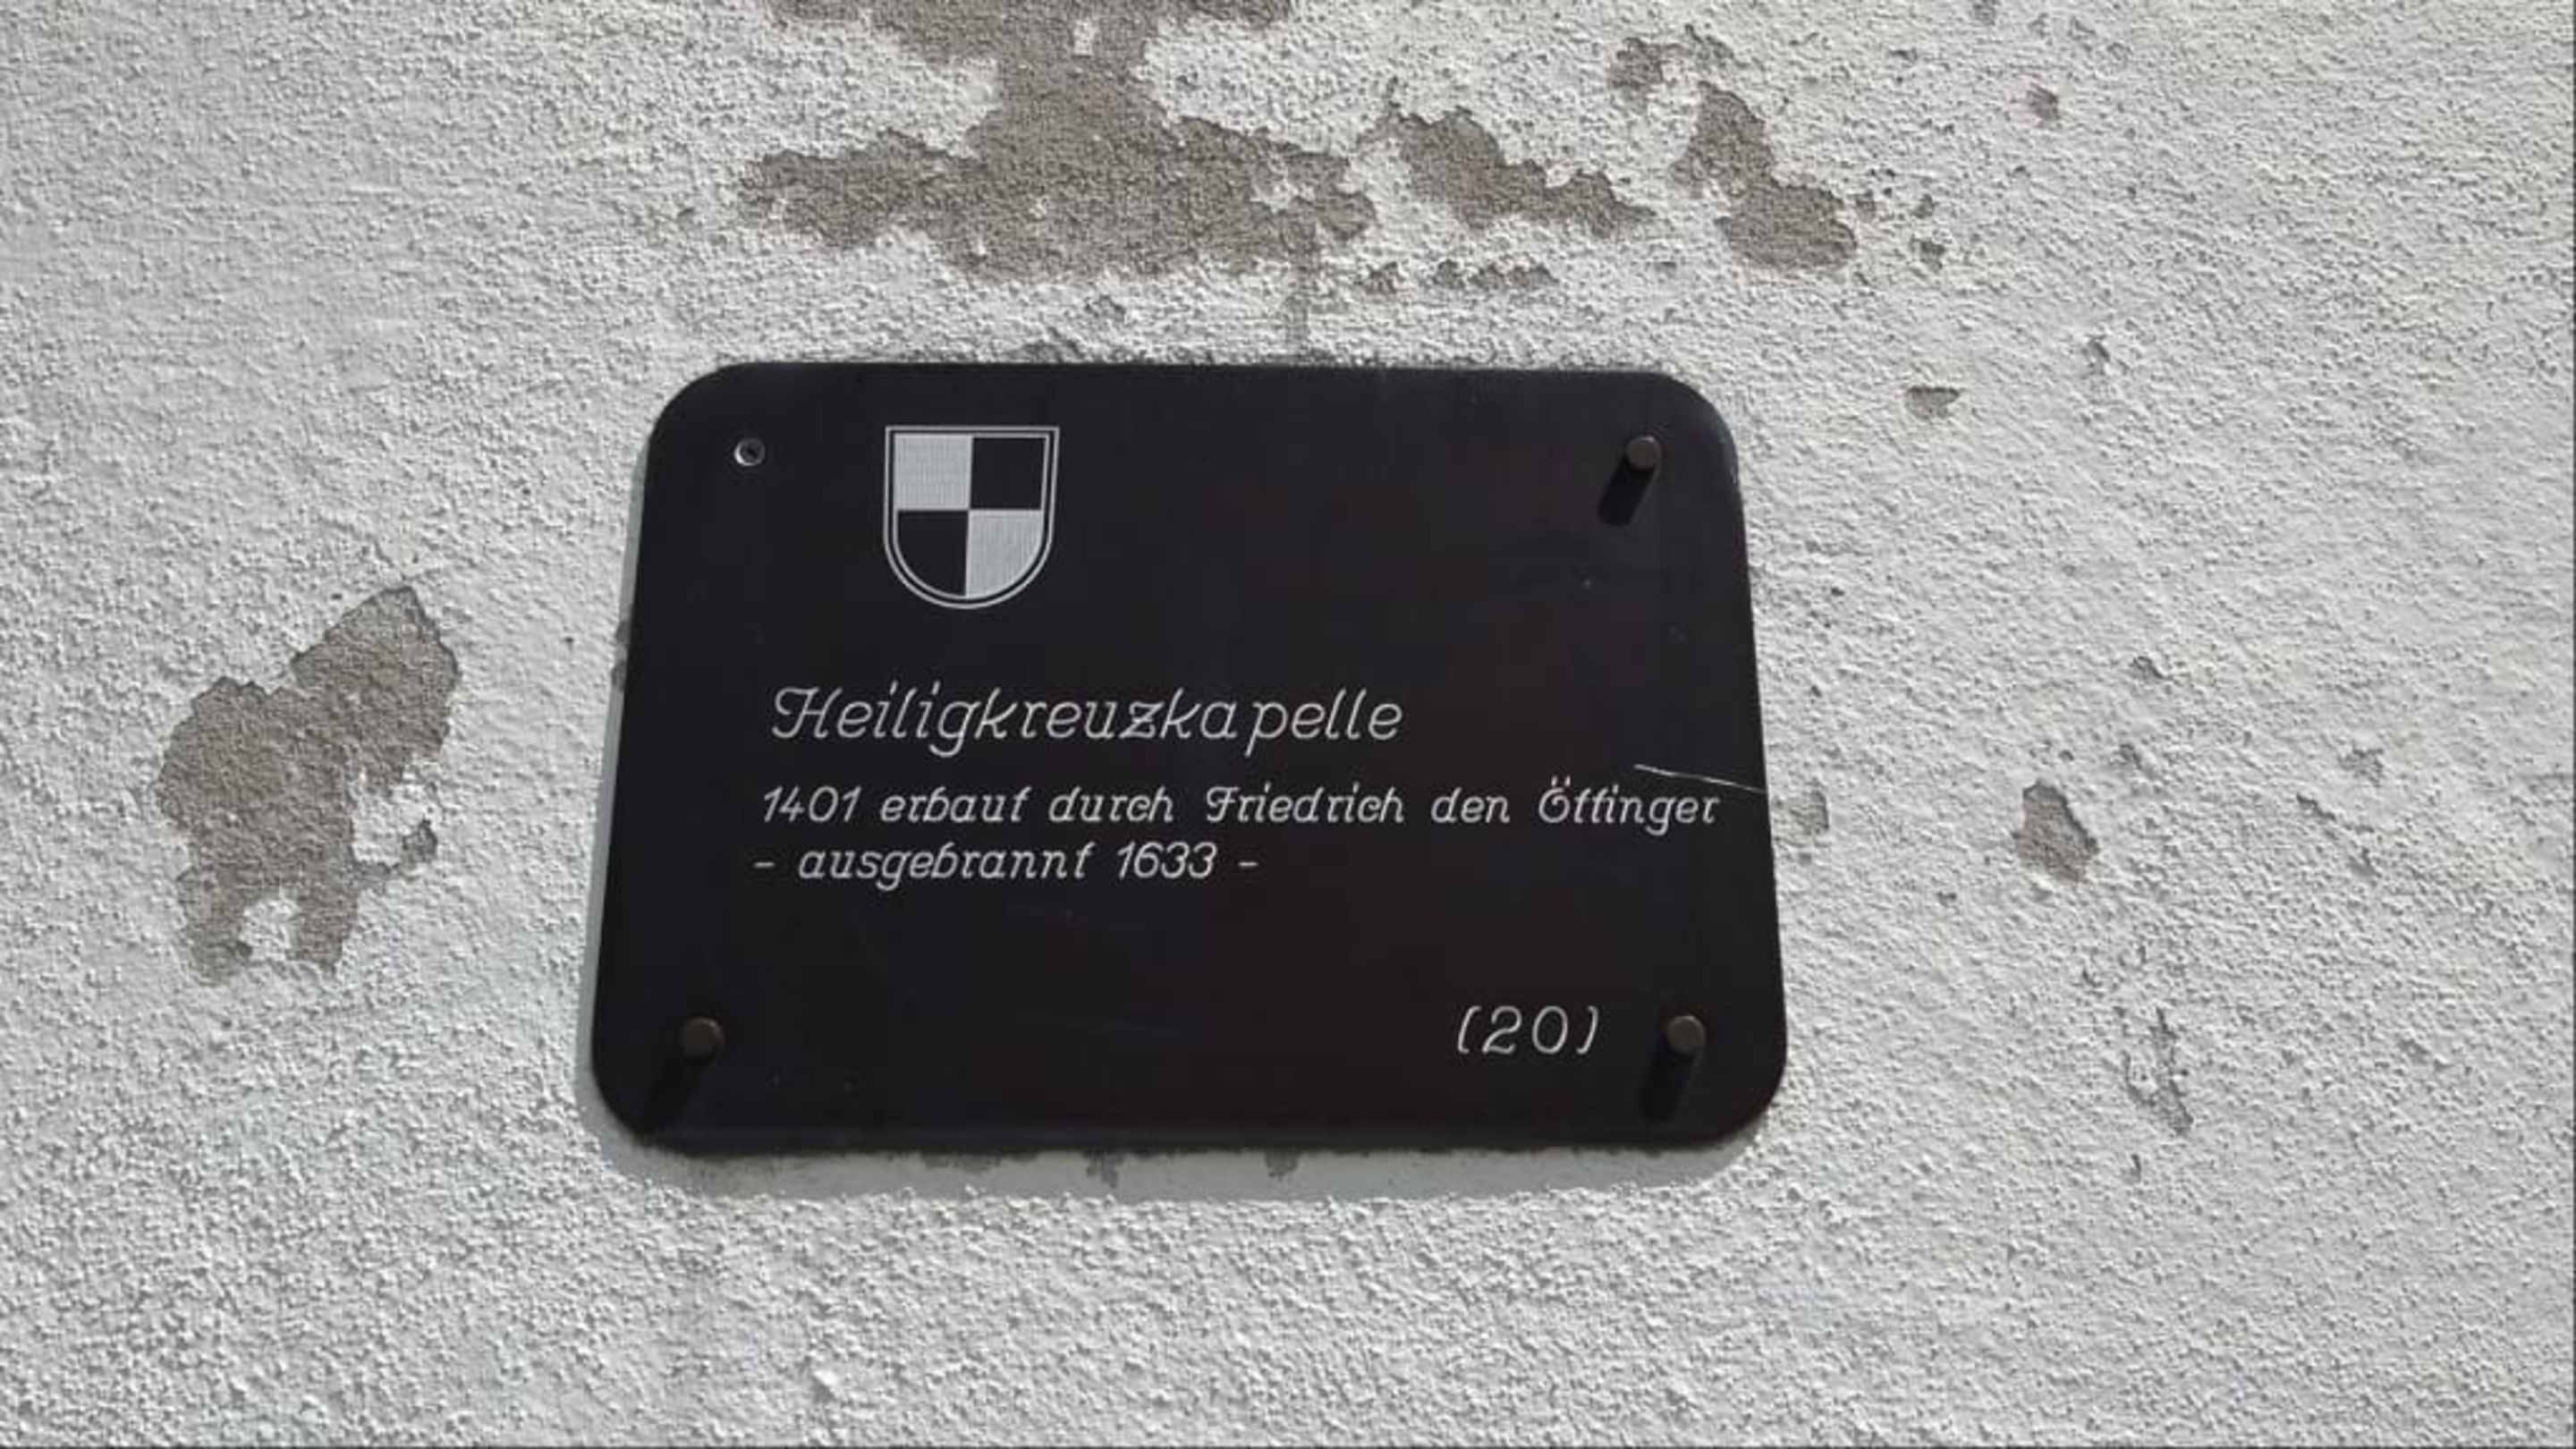 Heiligkreuzkapelle
1401 erbaut durch Friedrich den Öttinger
- ausgebrannt 1633 -
(20)